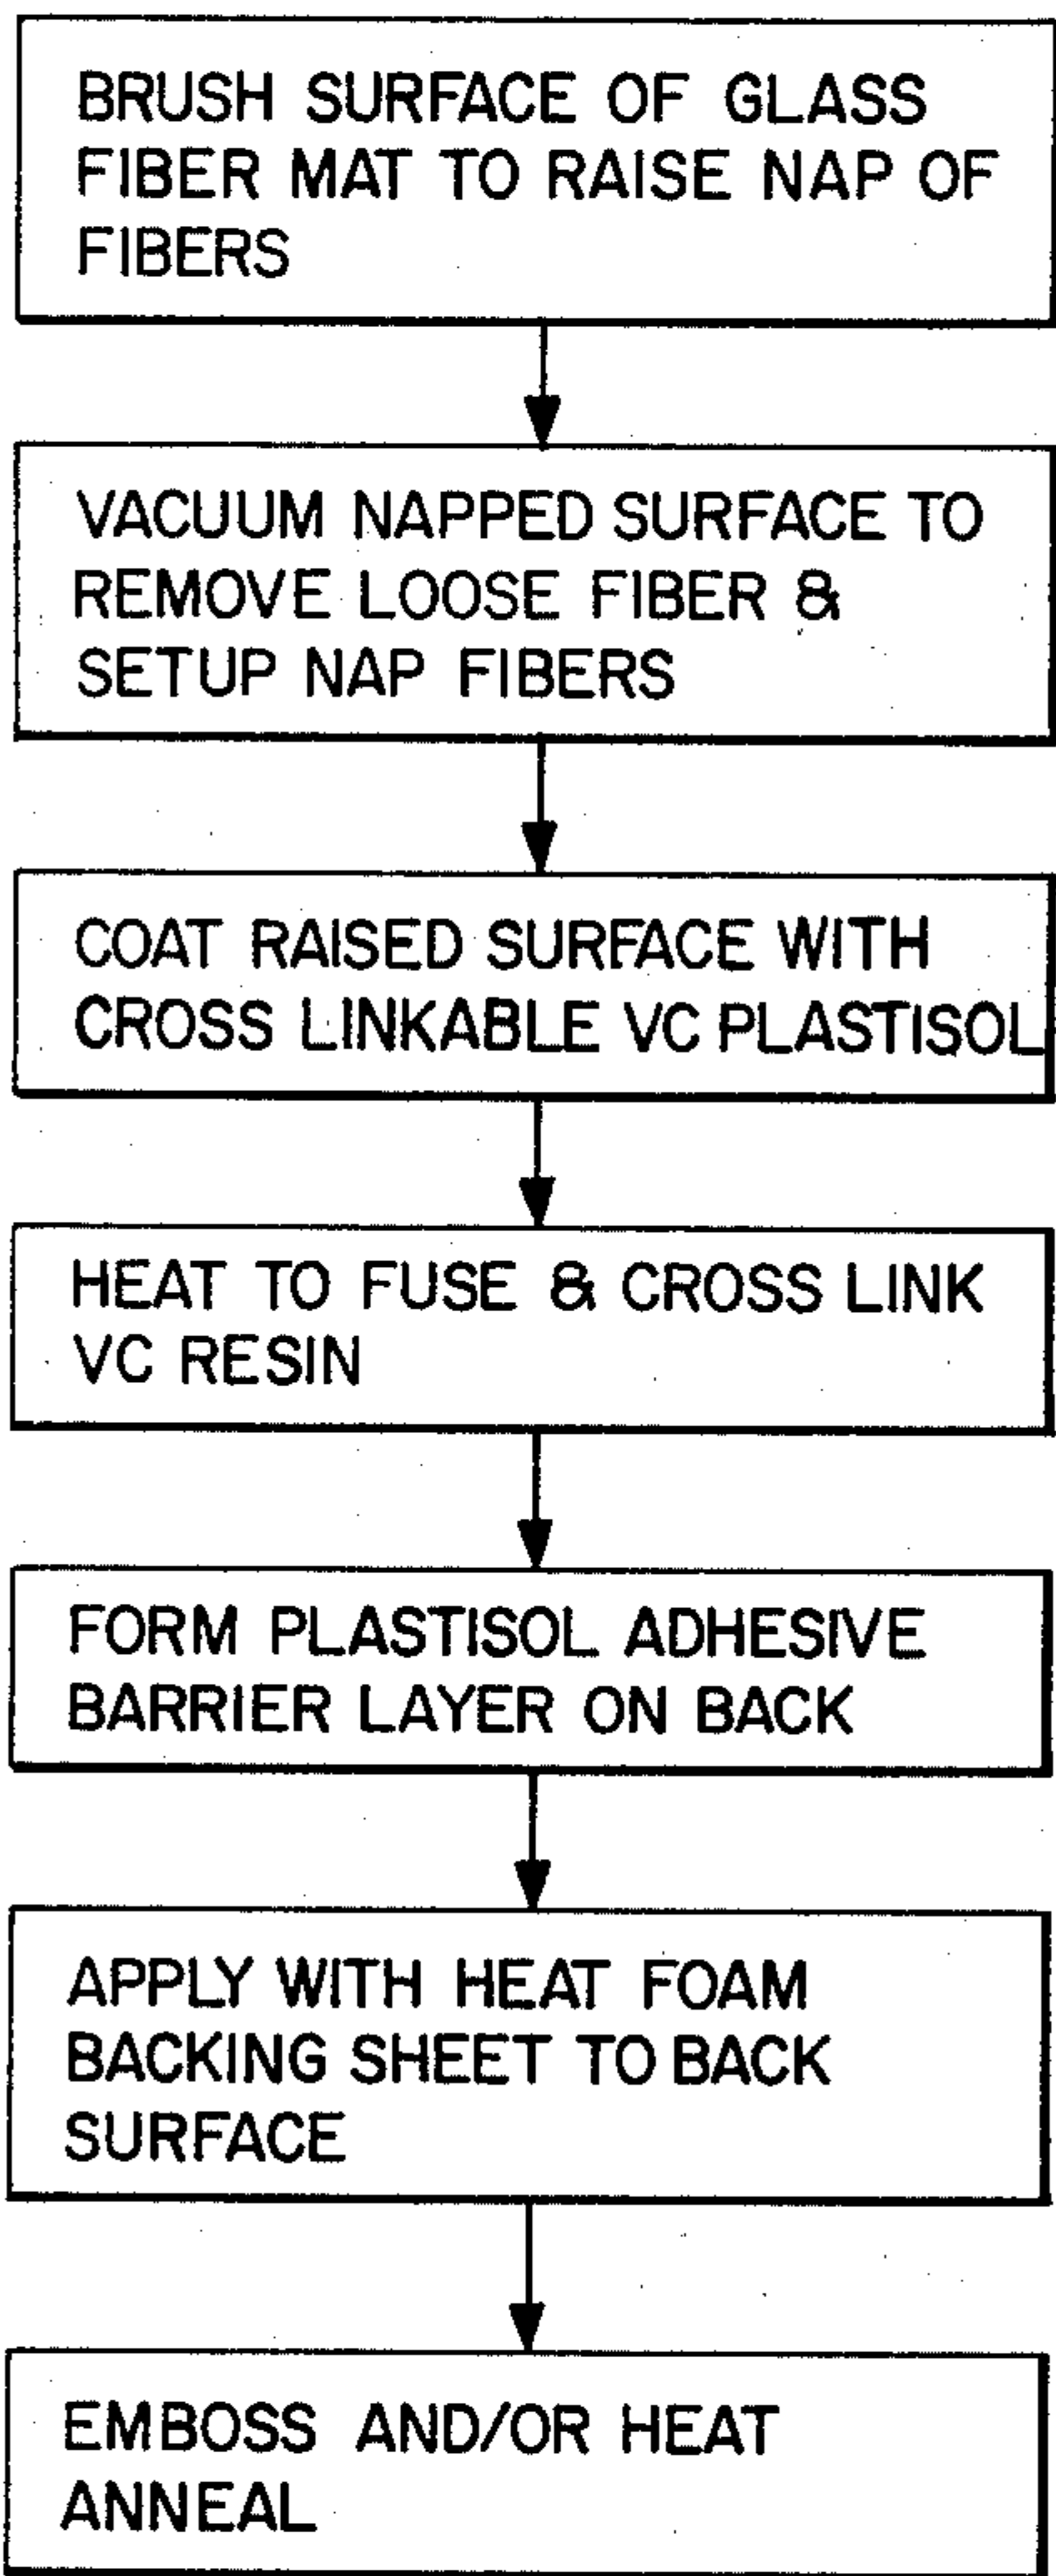 BRUSH SURFACE OF GLASS
FIBER MAT TO RAISE NAP OF
FIBERS
VACUUM NAPPED SURFACE TO
REMOVE LOOSE FIBER &
SETUP NAP FIBERS
COAT RAISED SURFACE WITH
CROSS LINKABLE VC PLASTISOL
HEAT TO FUSE & CROSS LINK
VC RESIN
FORM PLASTISOL ADHESIVE
BARRIER LAYER ON BACK
APPLY WITH HEAT FOAM
BACKING SHEET TO BACK
SURFACE
EMBOSS AND/OR HEAT
ANNEAL